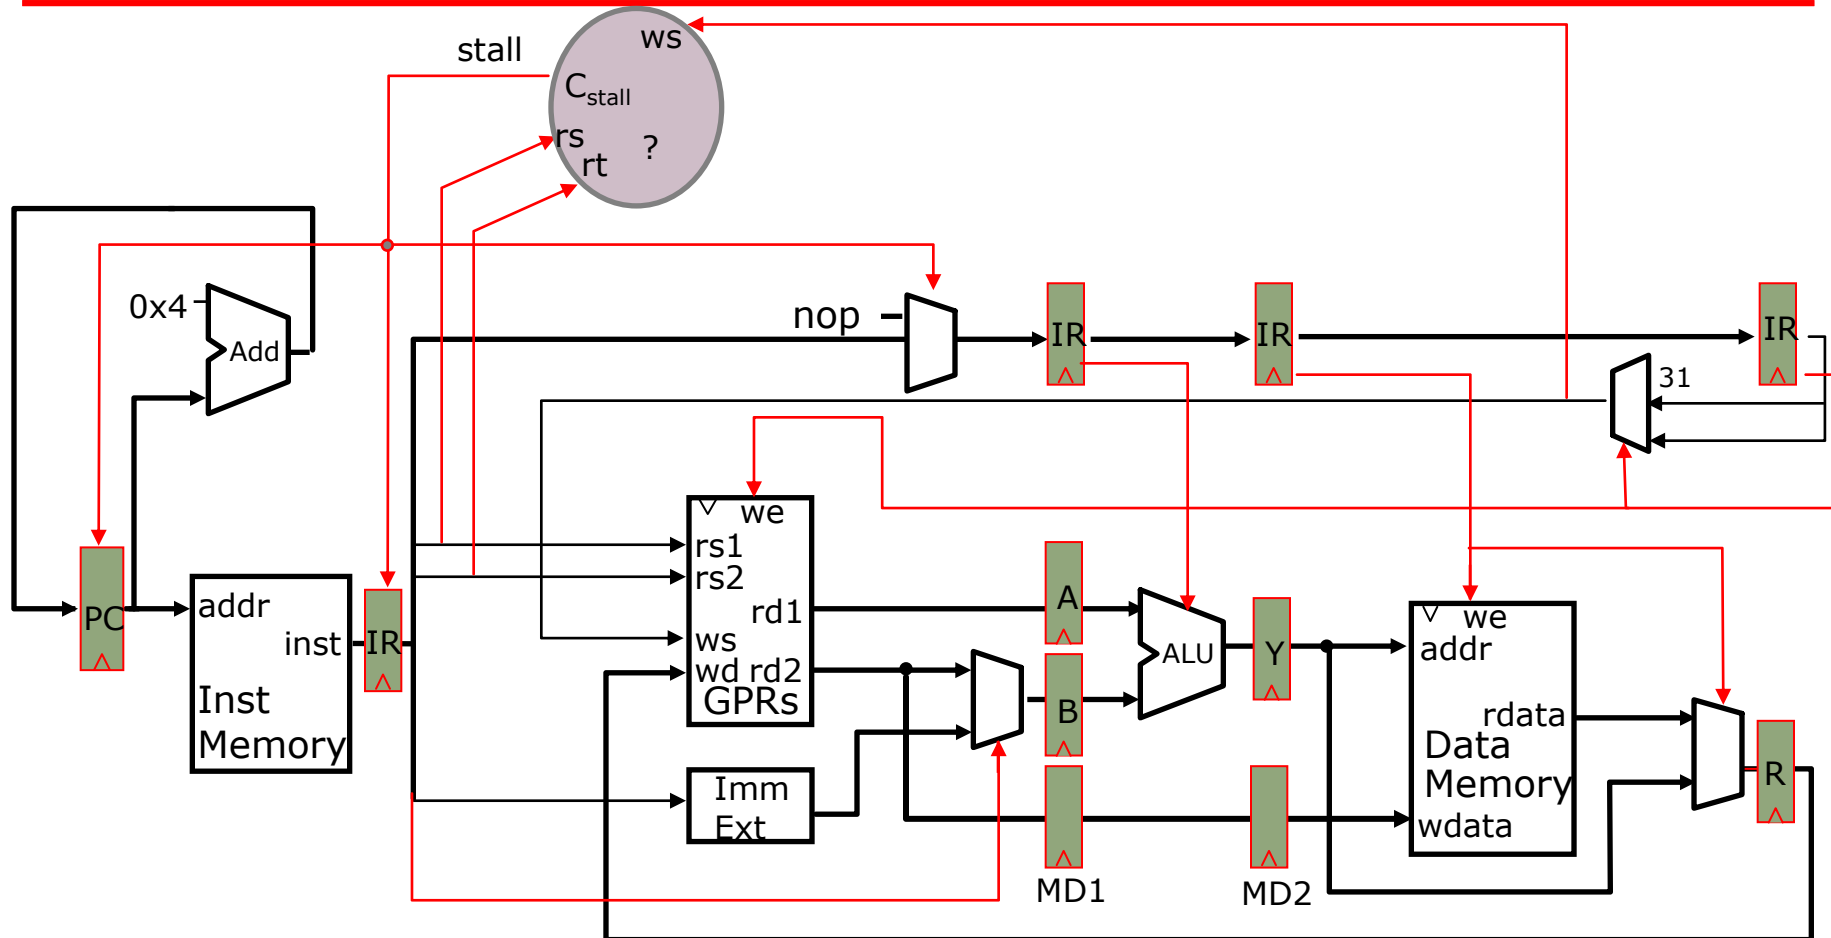 ws
stall
C stall
rs
?
rt
0x4
Add
nop
IR
IR
IR
31
we
rs1
rs2
rd1
ws
wd rd2
GPRs
PC
addr
inst
Inst
Memory
IR
A
B
ALU
Y
we
addr
rdata
Data
Memory
wdata
R
Imm
Ext
MD1
MD2